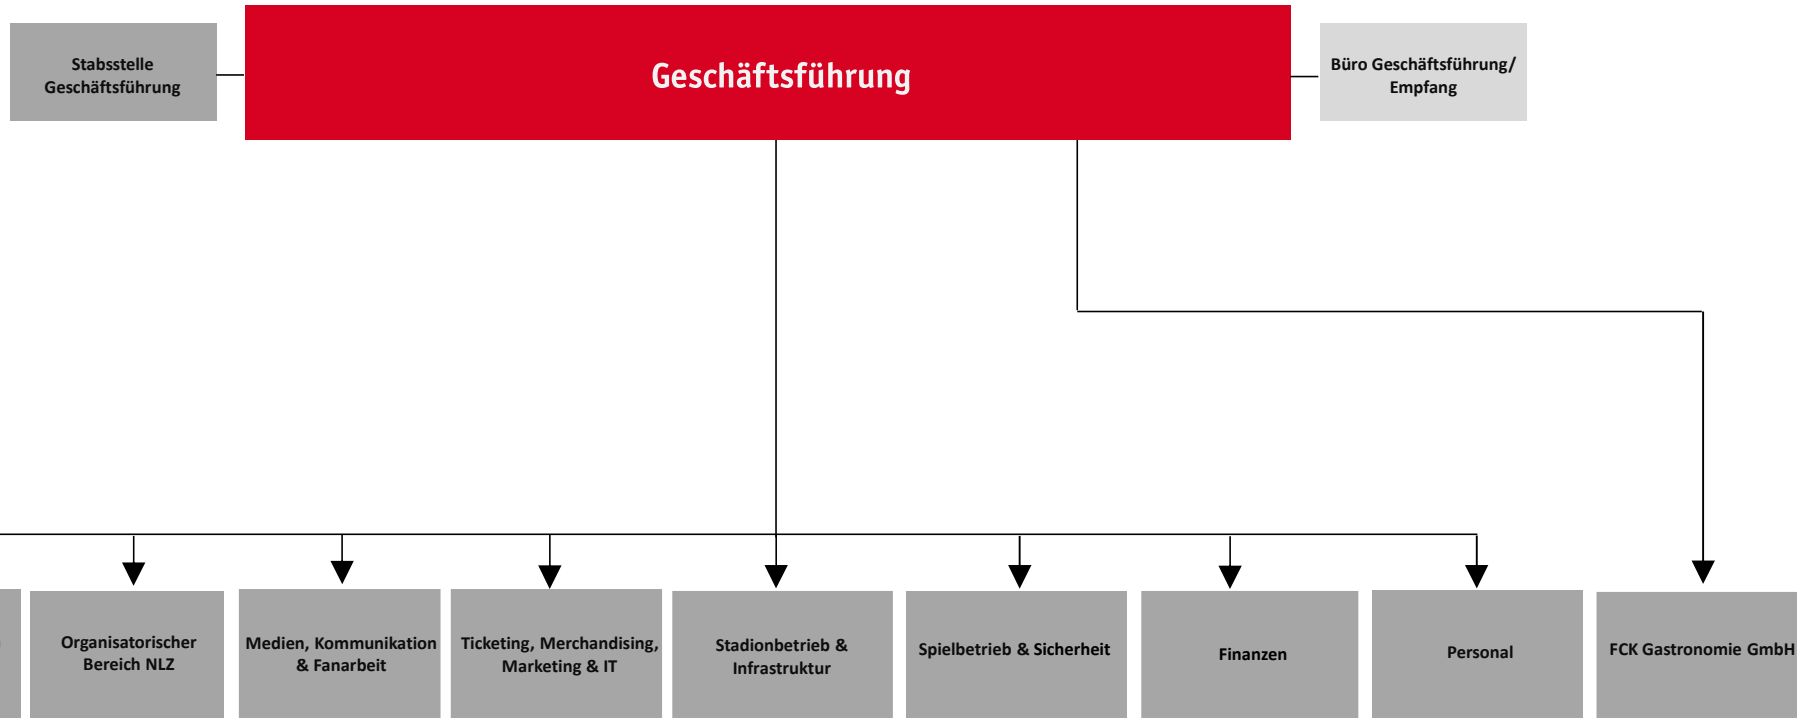 Stabsstelle
Geschäftsführung
Geschäftsführung
Büro Geschäftsführung/
Empfang
Organisatorischer
Bereich NLZ
Medien, Kommunikation
& Fanarbeit
Ticketing, Merchandising,
Marketing & IT
Stadionbetrieb &
Infrastruktur
Spielbetrieb & Sicherheit
Finanzen
Personal
FCK Gastronomie GmbH